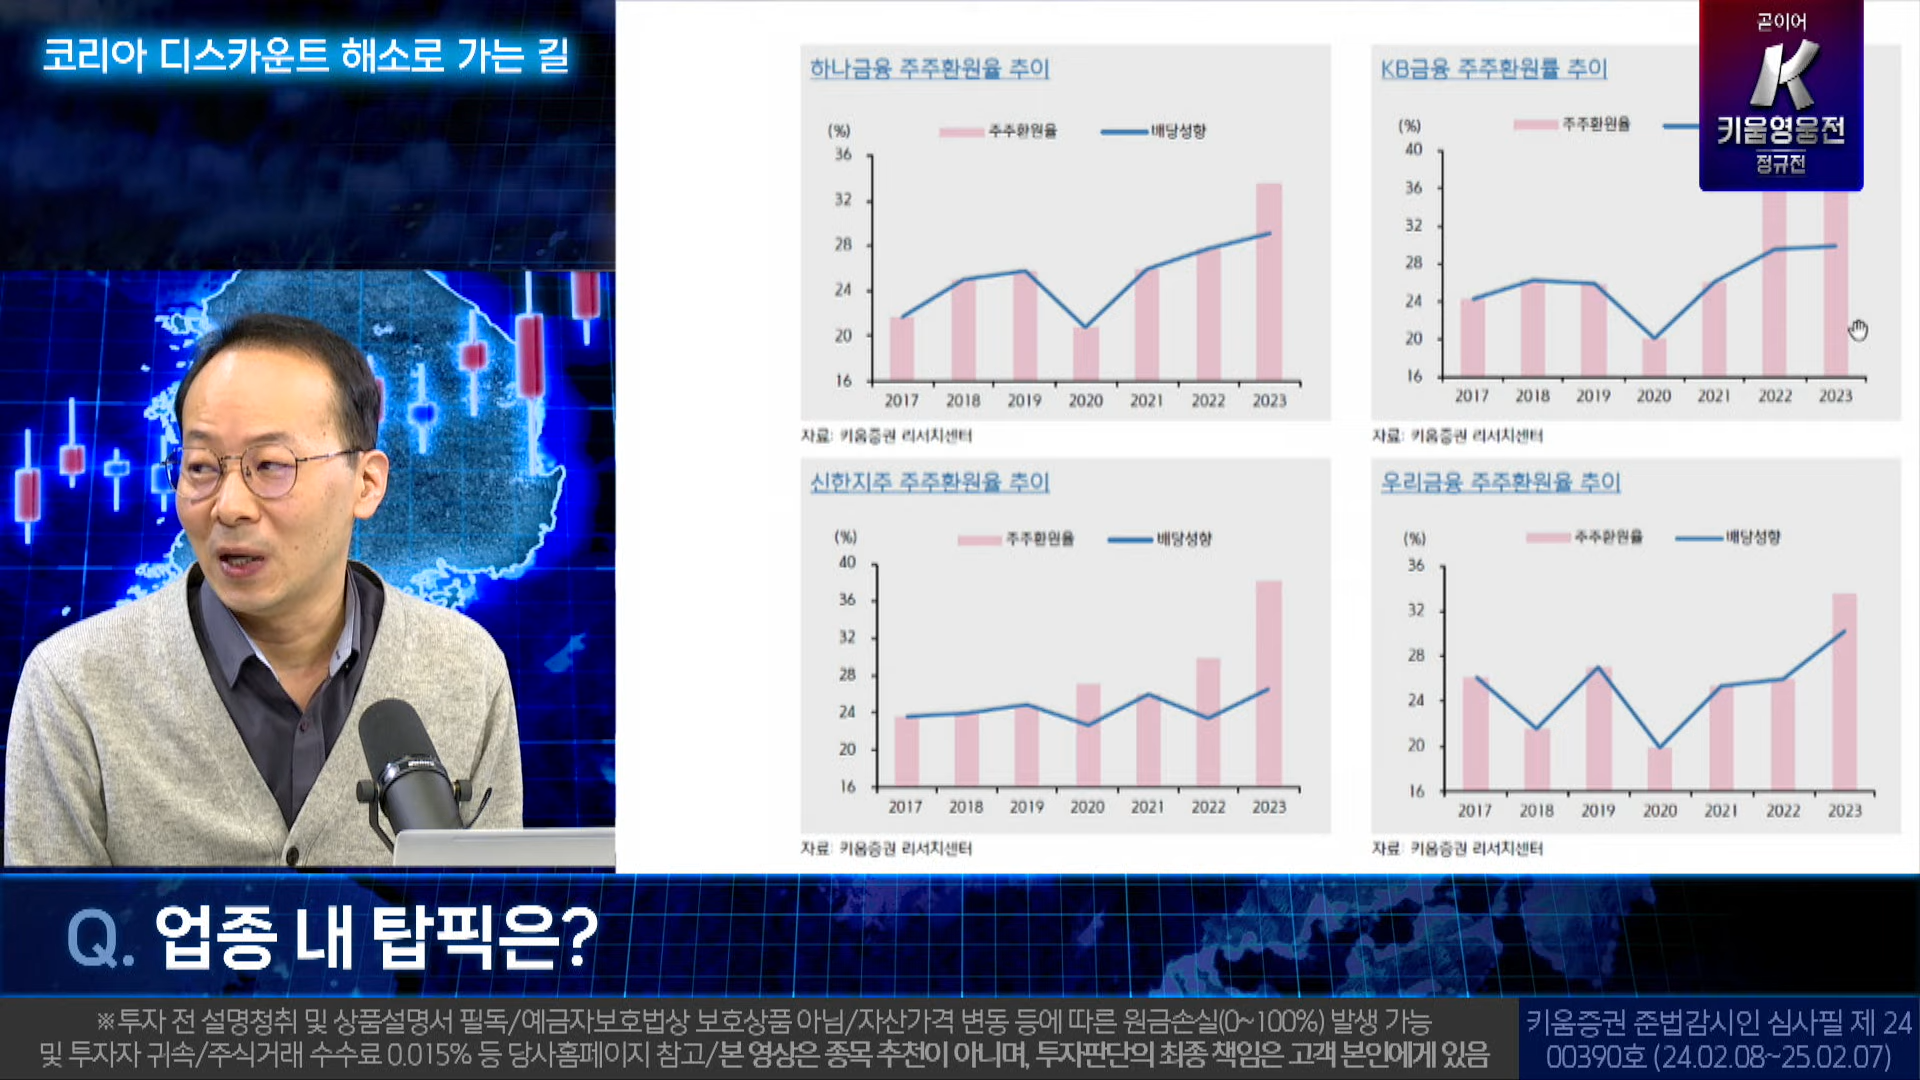 코리아 디스카운트 해소로 가는 길
곧이어
K
키움영웅전
정규전
하나금융 주주환원율 추이
(%)
주주환원율
배당성향
36
32
28
24
20
16
2017 2018 2019 2020 2021 2022 2023
자료: 키움증권 리서치센터
KB금융 주주환원률 추이
(%)
주주환원율
40
36
32
28
24
20
16
2017 2018 2019 2020 2021 2022 2023
자료: 키움증권 리서치센터
신한지주 주주환원율 추이
(%)
주주환원율
배당성향
40
36
32
28
24
20
16
2017 2018 2019 2020 2021 2022 2023
자료: 키움증권 리서치센터
우리금융 주주환원율 추이
(%)
주주환원율
배당성향
36
32
28
24
20
16
2017 2018 2019 2020 2021 2022 2023
자료: 키움증권 리서치센터
Q. 업종 내 탑픽은?
※투자 전 설명청취 및 상품설명서 필독/예금자보호법상 보호상품 아님/자산가격 변동 등에 따른 원금손실(0~100%) 발생 가능
및 투자자 귀속/주식거래 수수료 0.015% 등 당사홈페이지 참고/본 영상은 종목 추천이 아니며, 투자판단의 최종 책임은 고객 본인에게 있음
키움증권 준법감시인 심사필 제 24
00390호 (24.02.08~25.02.07)